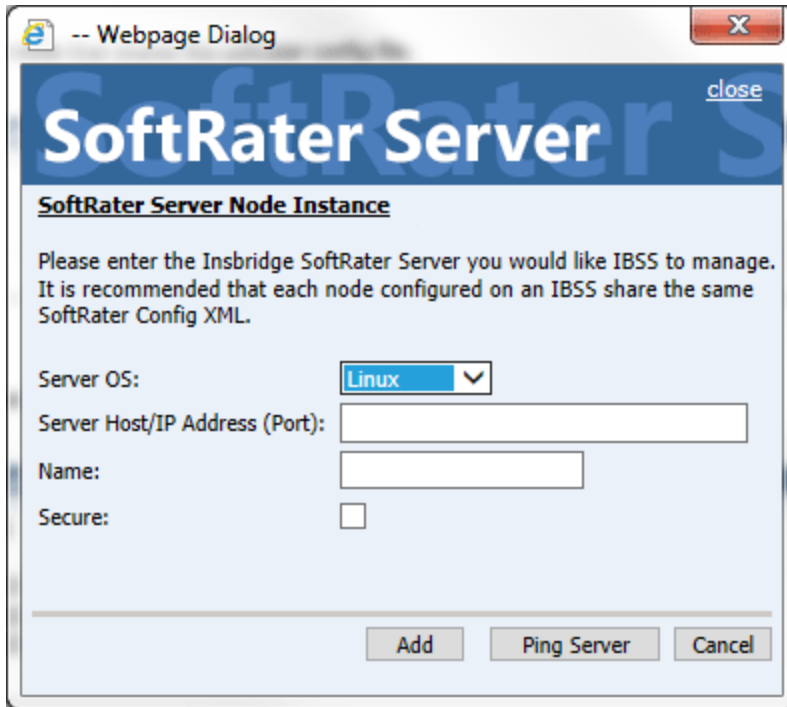 -- Webpage Dialog
close
SoftRater Server
SoftRater Server Node Instance
Please enter the Insbridge SoftRater Server you would like IBSS to manage.
It is recommended that each node configured on an IBSS share the same
SoftRater Config XML.
Server OS:
Linux
Server Host/IP Address (Port):
Name:
Secure:
Add
Ping Server
Cancel